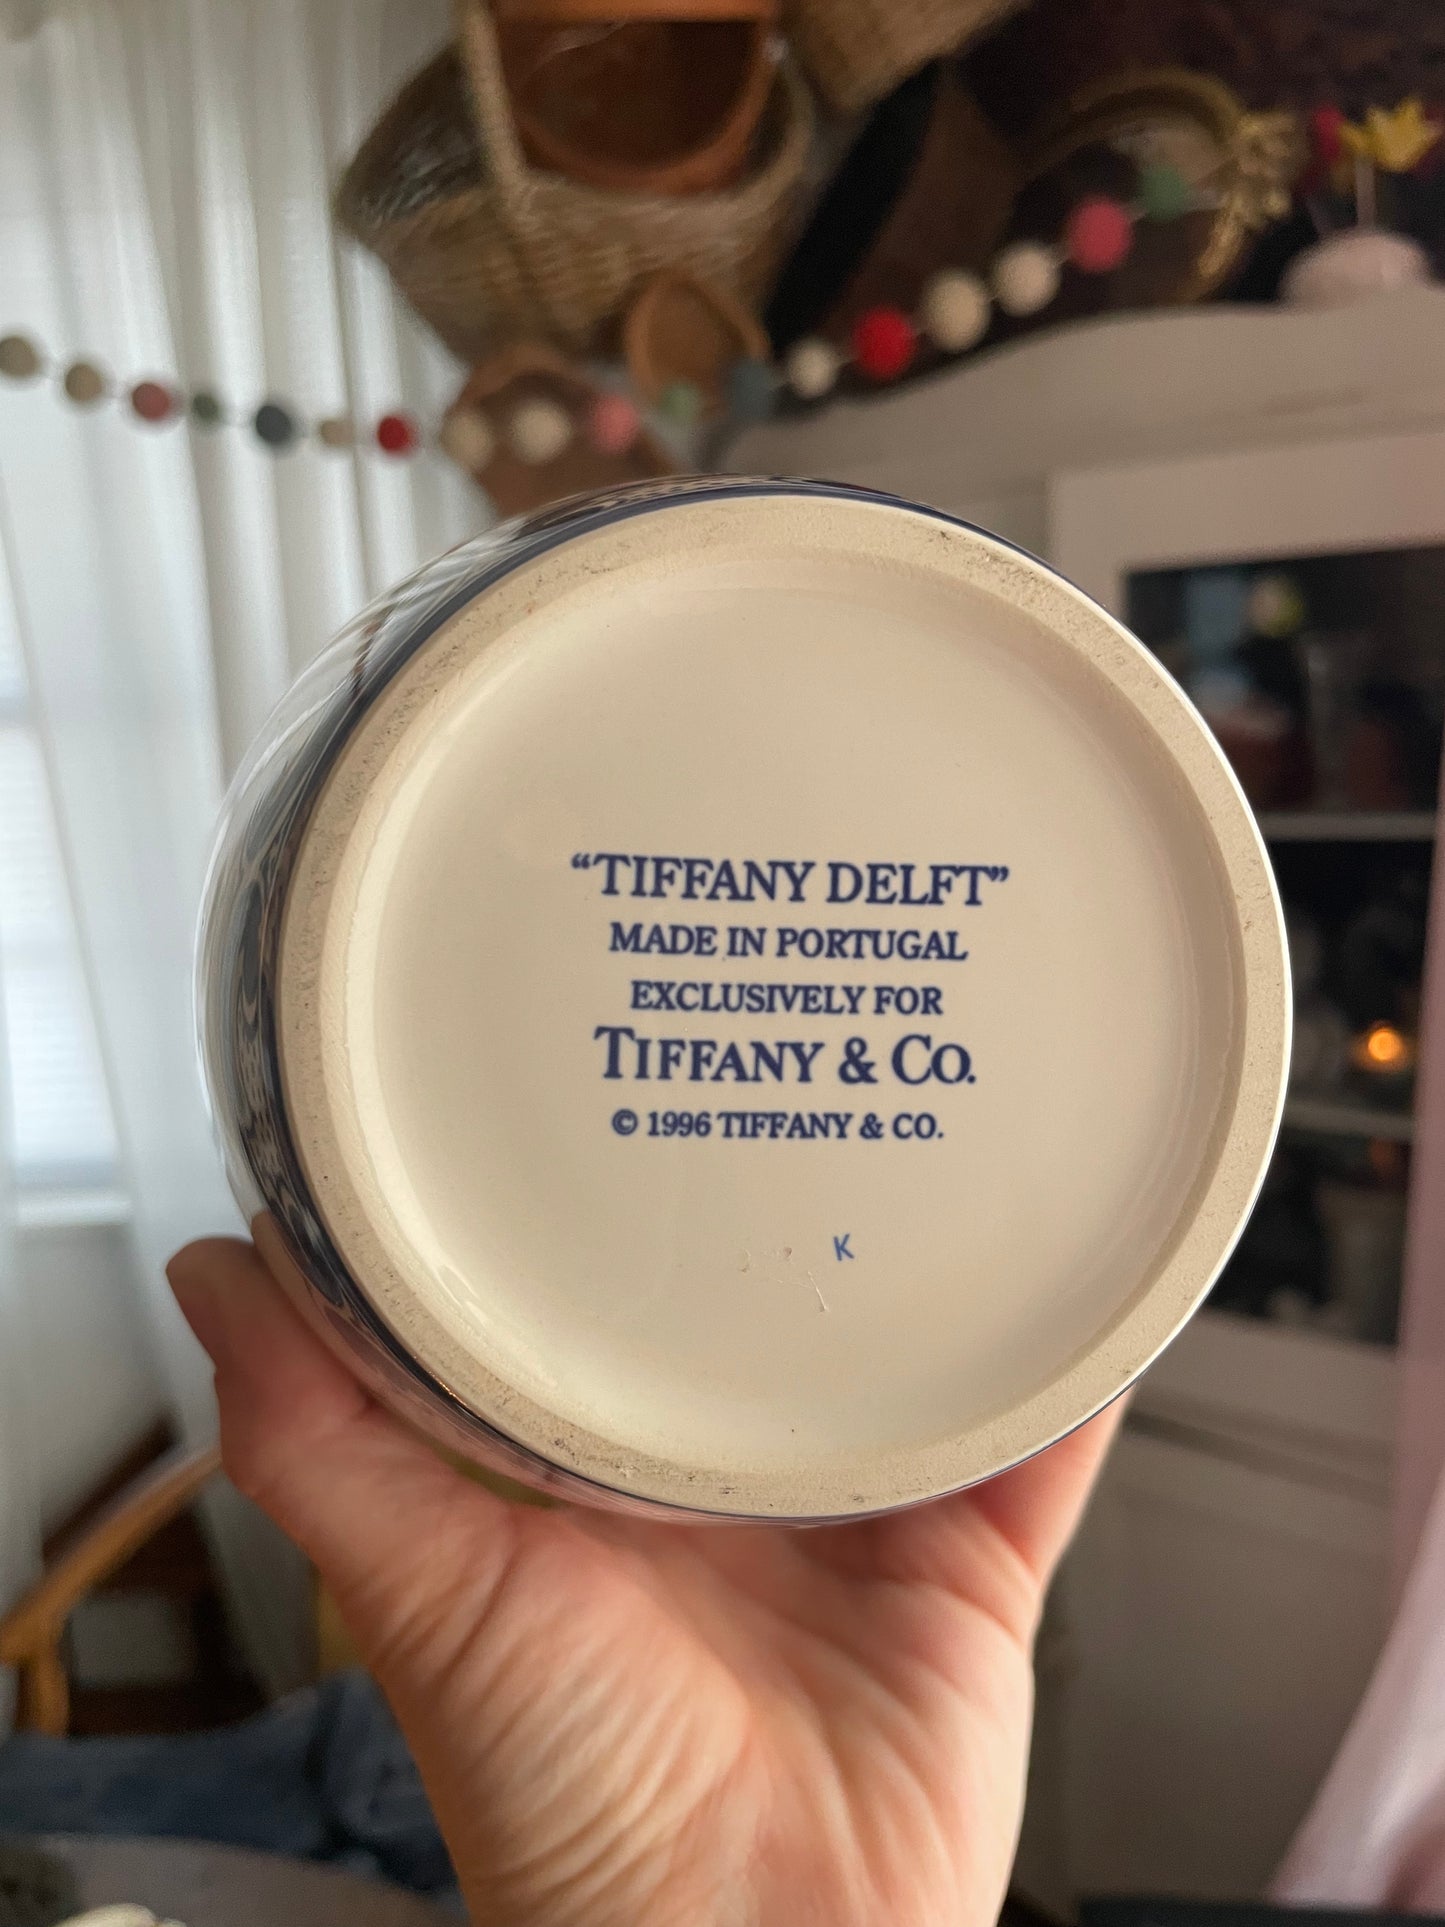 “TIFFANY DELFT”
MADE IN PORTUGAL
EXCLUSIVELY FOR
TIFFANY & CO.
© 1996 TIFFANY & CO.
K